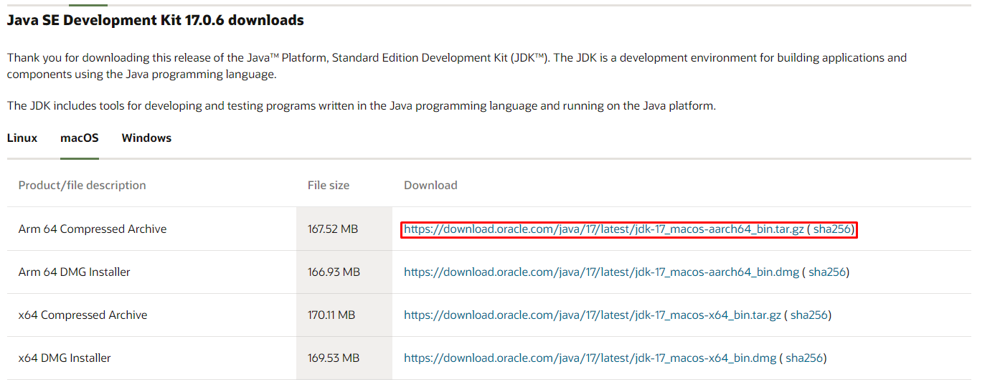 Java SE Development Kit 17.0.6 downloads
Thank you for downloading this release of the Java™ Platform, Standard Edition Development Kit (JDK™). The JDK is a development environment for building applications and
components using the Java programming language.
The JDK includes tools for developing and testing programs written in the Java programming language and running on the Java platform.
Linux macOS Windows
Product/file description File size Download
Arm 64 Compressed Archive 167.52 MB https://download.oracle.com/java/17/latest/jdk-17_macos-aarch64_bin.tar.gz ( sha256)
Arm 64 DMG Installer 166.93 MB https://download.oracle.com/java/17/latest/jdk-17_macos-aarch64_bin.dmg ( sha256)
x64 Compressed Archive 170.11 MB https://download.oracle.com/java/17/latest/jdk-17_macos-x64_bin.tar.gz ( sha256)
x64 DMG Installer 169.53 MB https://download.oracle.com/java/17/latest/jdk-17_macos-x64_bin.dmg ( sha256)